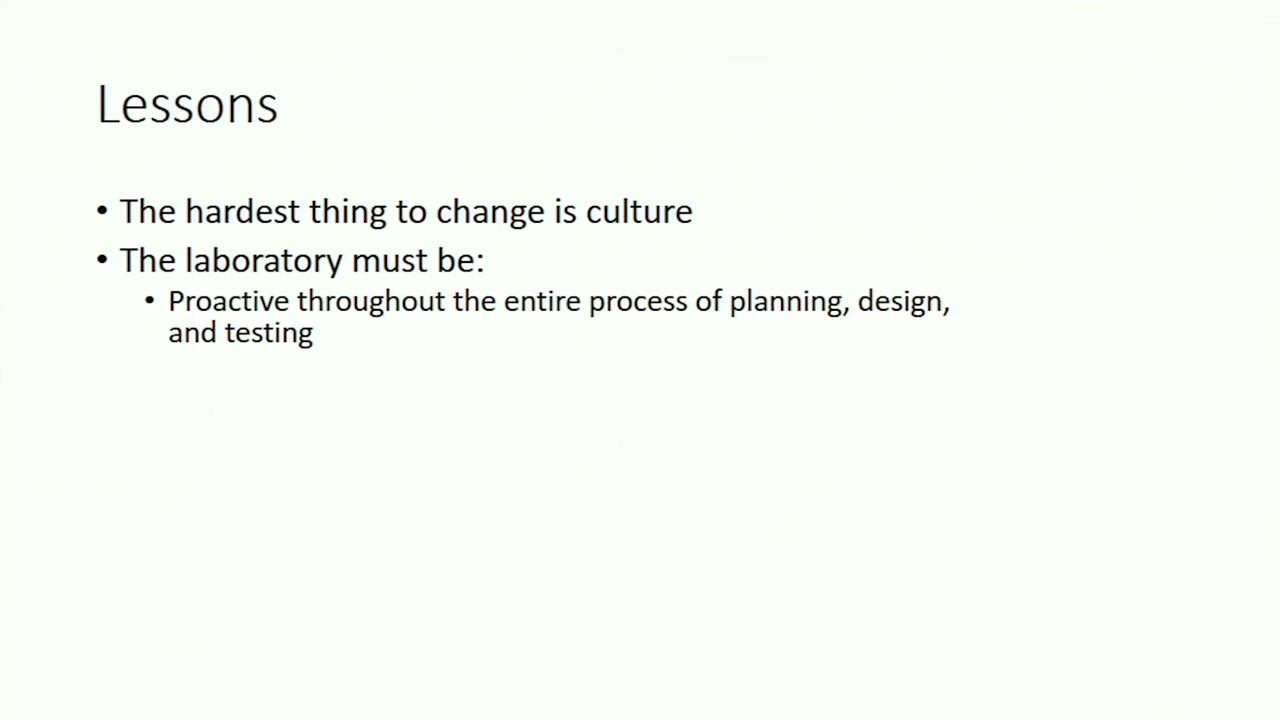 Lessons
• The hardest thing to change is culture
• The laboratory must be:
• Proactive throughout the entire process of planning, design,
and testing